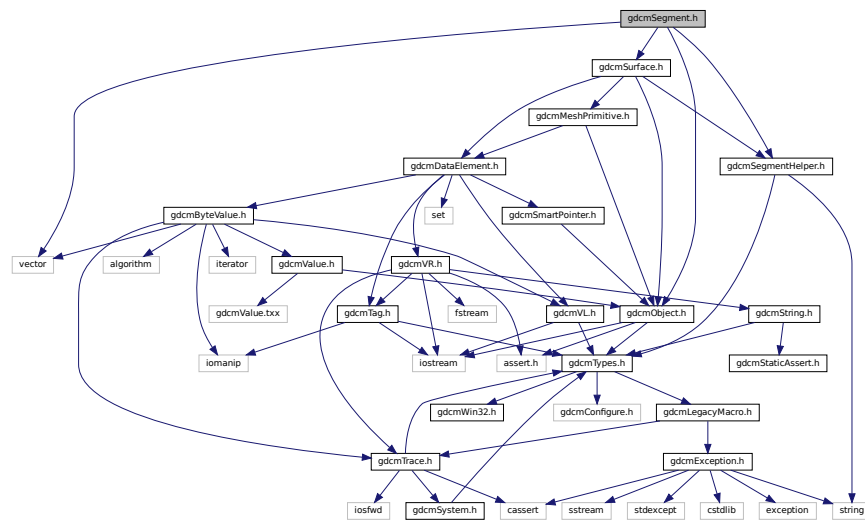 gdcmSegment.h
gdcmSurface.h
gdcmMeshPrimitive.h
gdcmDataElement.h
gdcmSegmentHelper.h
gdcmByteValue.h
set
gdcmSmartPointer.h
vector
algorithm
iterator
gdcmValue.h
gdcmVR.h
gdcmValue.txx
gdcmTag.h
fstream
gdcmVL.h
gdcmObject.h
gdcmString.h
iomanip
iostream
assert.h
gdcmTypes.h
gdcmStaticAssert.h
gdcmWin32.h
gdcmConfigure.h
gdcmLegacyMacro.h
gdcmTrace.h
gdcmException.h
iosfwd
gdcmSystem.h
cassert
sstream
stdexcept
cstdlib
exception
string